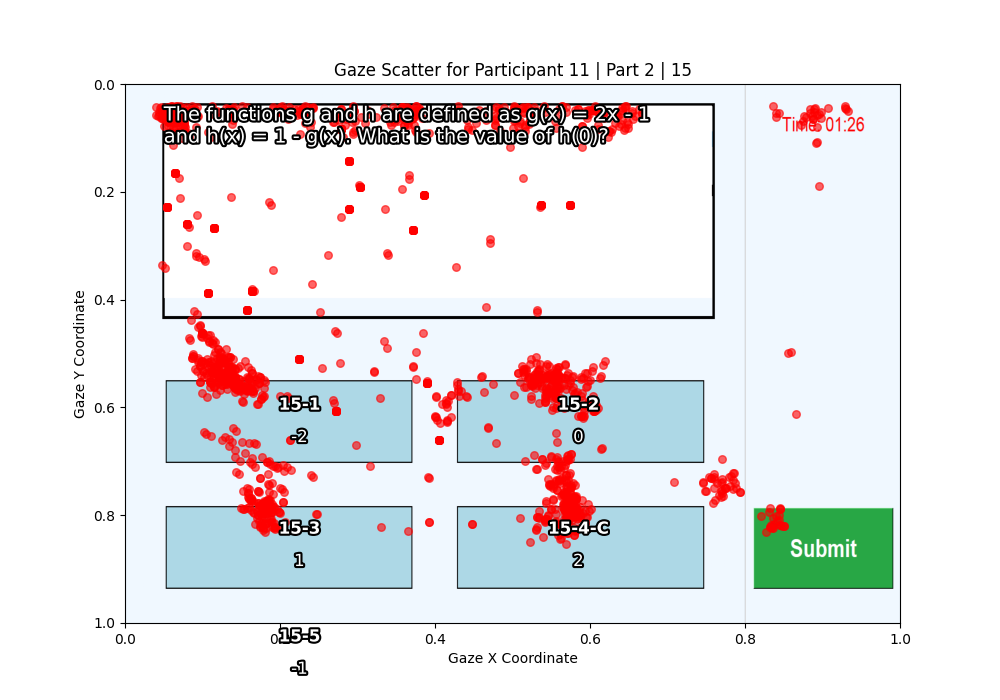 Gaze Scatter for Participant 11 | Part 2 | 15
0.0
The functions g and h are defined as g(x) = 2x - 1
and h(x) = 1 - g(x). What is the value of h(0)?
Time: 01:26
0.2
0.4
Gaze Y Coordinate
0.6
15-1
-2
15-2
0
0.8
15-3
1
15-4-C
2
Submit
1.0
0.0
0.2
0.4
0.6
0.8
1.0
15-5
-1
Gaze X Coordinate